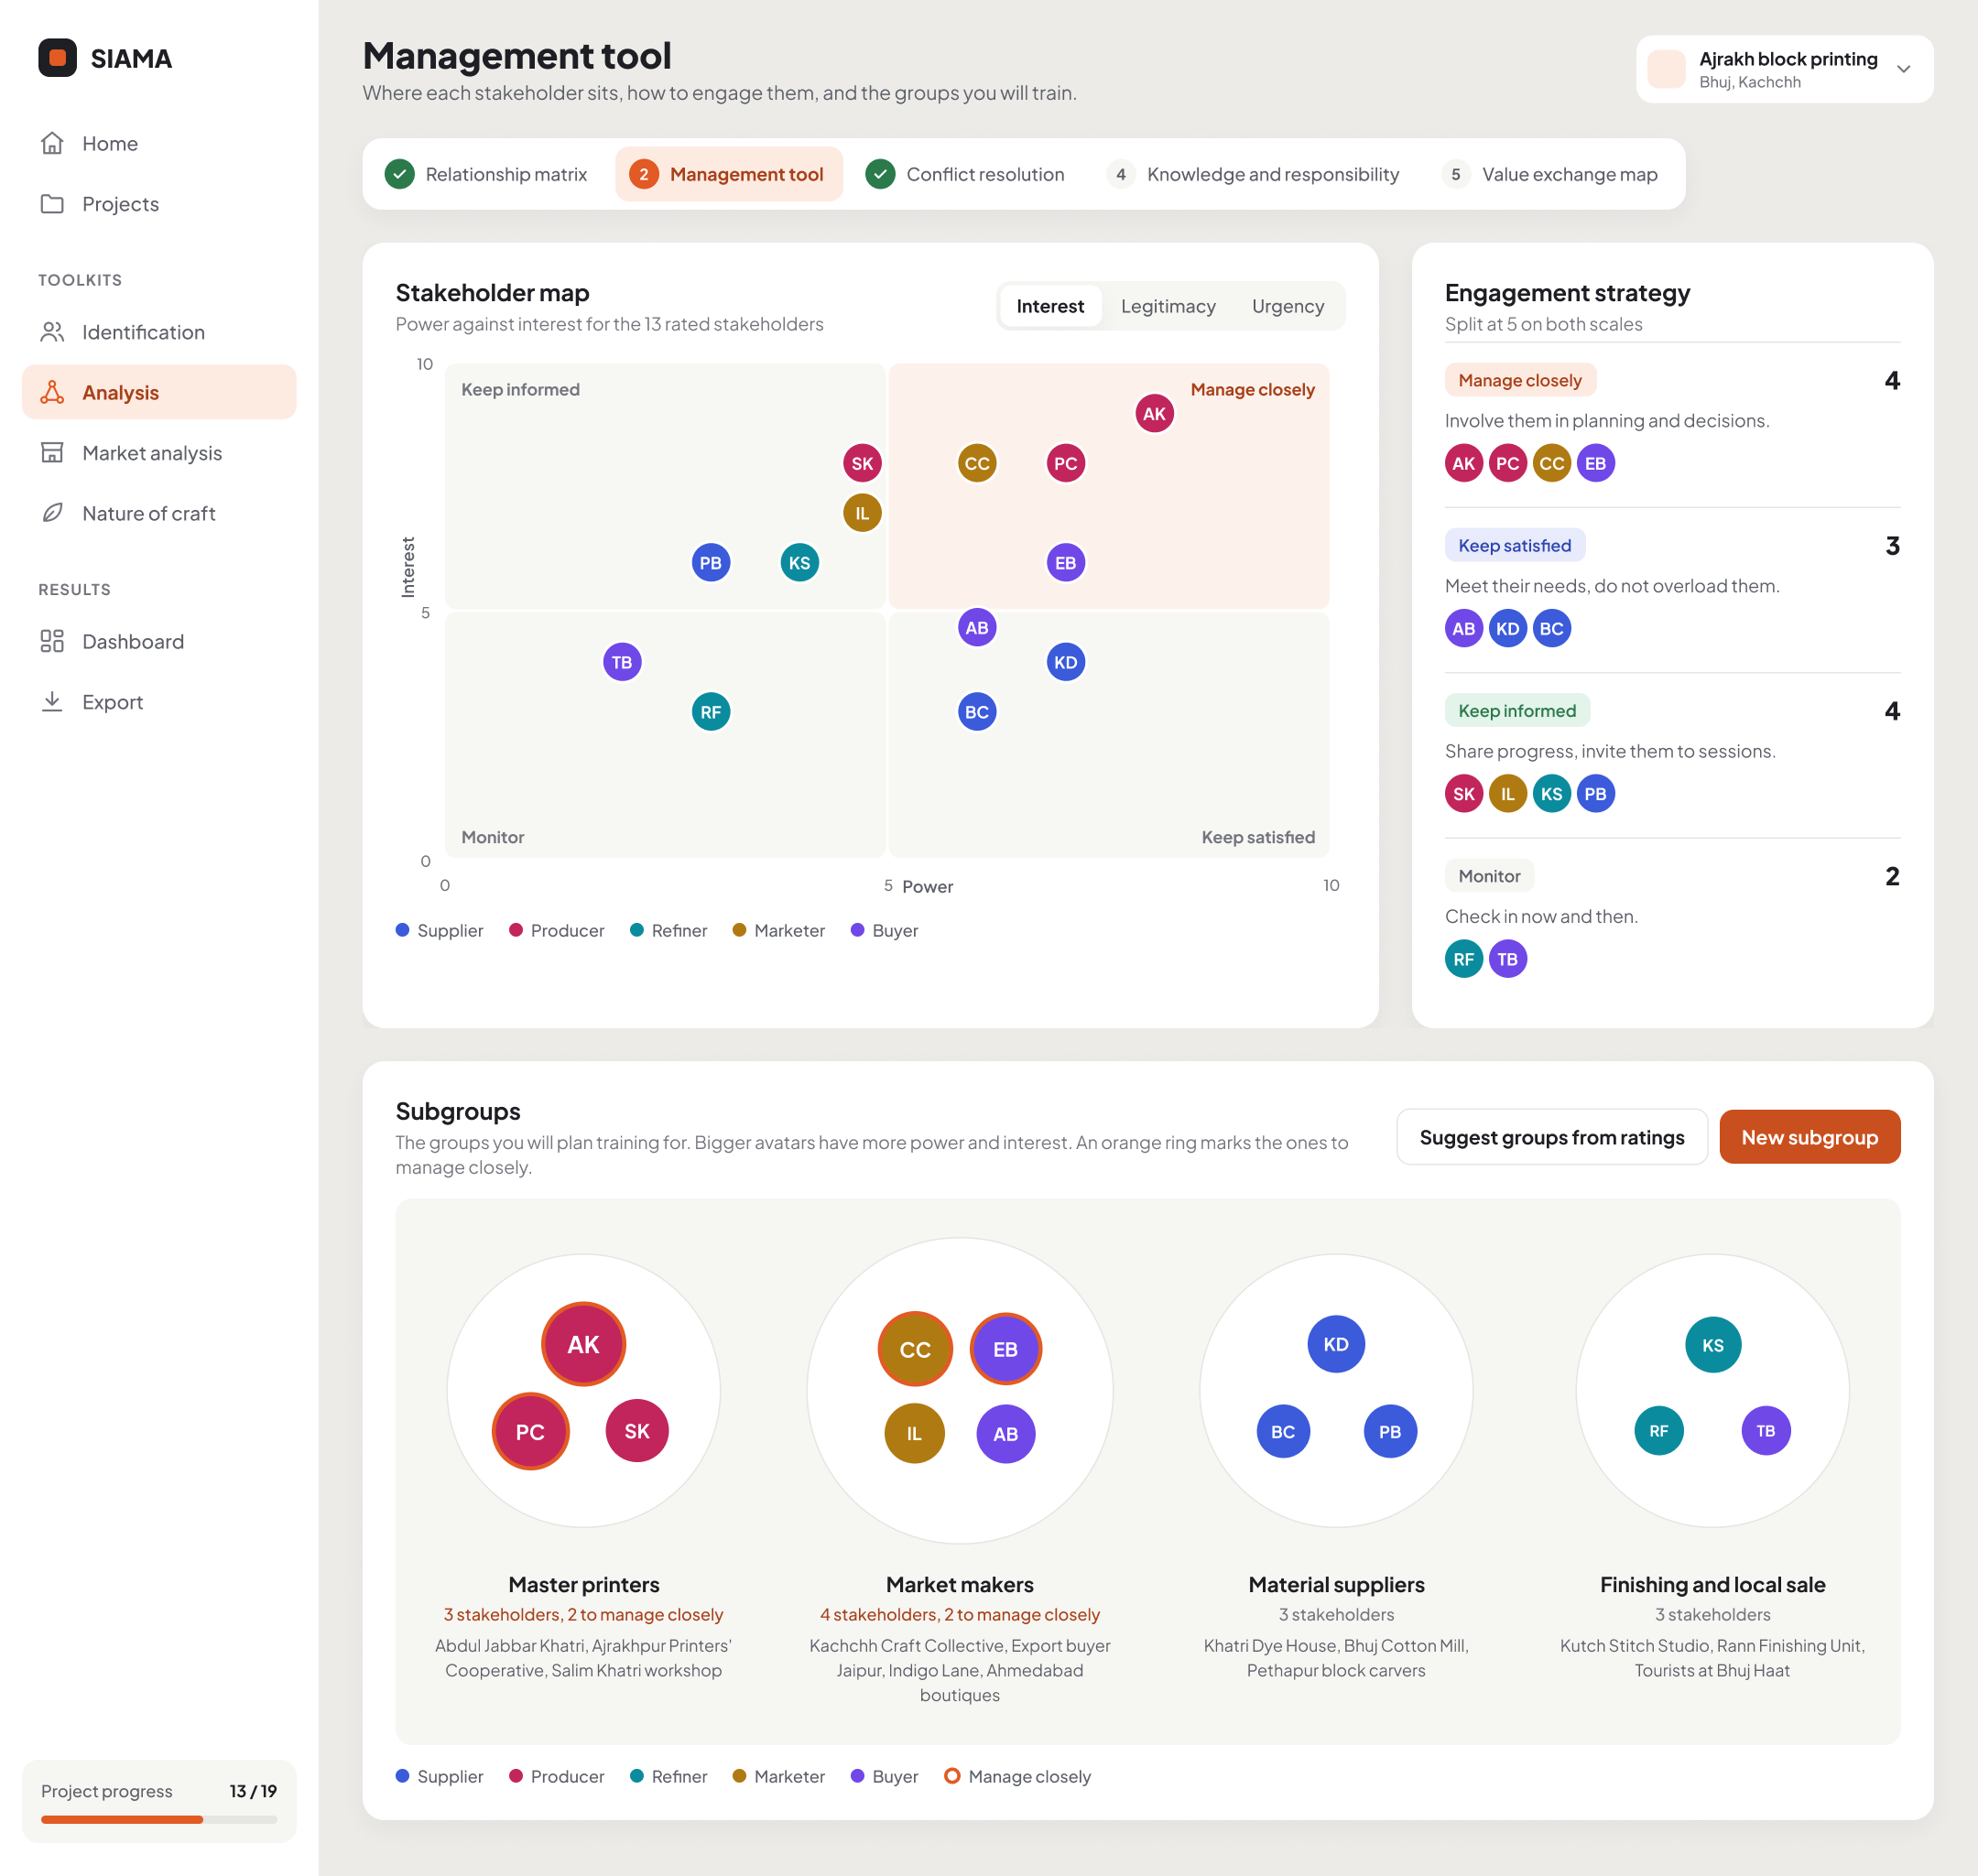 SIAMA
Home
Projects
TOOLKITS
Identification
Analysis
Market analysis
Nature of craft
RESULTS
Dashboard
Export
Project progress 13 / 19
Management tool
Where each stakeholder sits, how to engage them, and the groups you will train.
Ajrakh block printing
Bhuj, Kachchh
Relationship matrix
2 Management tool
Conflict resolution
4 Knowledge and responsibility
5 Value exchange map
Stakeholder map
Power against interest for the 13 rated stakeholders
Interest Legitimacy Urgency
10
Keep informed
Manage closely
AK
SK
CC
PC
IL
PB
KS
EB
Interest
5
AB
TB
KD
RF
BC
Monitor
Keep satisfied
0
0
5 Power
10
Supplier Producer Refiner Marketer Buyer
Engagement strategy
Split at 5 on both scales
Manage closely 4
Involve them in planning and decisions.
AK PC CC EB
Keep satisfied 3
Meet their needs, do not overload them.
AB KD BC
Keep informed 4
Share progress, invite them to sessions.
SK IL KS PB
Monitor 2
Check in now and then.
RF TB
Subgroups
The groups you will plan training for. Bigger avatars have more power and interest. An orange ring marks the ones to
manage closely.
Suggest groups from ratings
New subgroup
AK
PC SK
Master printers
3 stakeholders, 2 to manage closely
Abdul Jabbar Khatri, Ajrakhpur Printers'
Cooperative, Salim Khatri workshop
CC EB
IL AB
Market makers
4 stakeholders, 2 to manage closely
Kachchh Craft Collective, Export buyer
Jaipur, Indigo Lane, Ahmedabad
boutiques
KD
BC PB
Material suppliers
3 stakeholders
Khatri Dye House, Bhuj Cotton Mill,
Pethapur block carvers
KS
RF TB
Finishing and local sale
3 stakeholders
Kutch Stitch Studio, Rann Finishing Unit,
Tourists at Bhuj Haat
Supplier Producer Refiner Marketer Buyer Manage closely